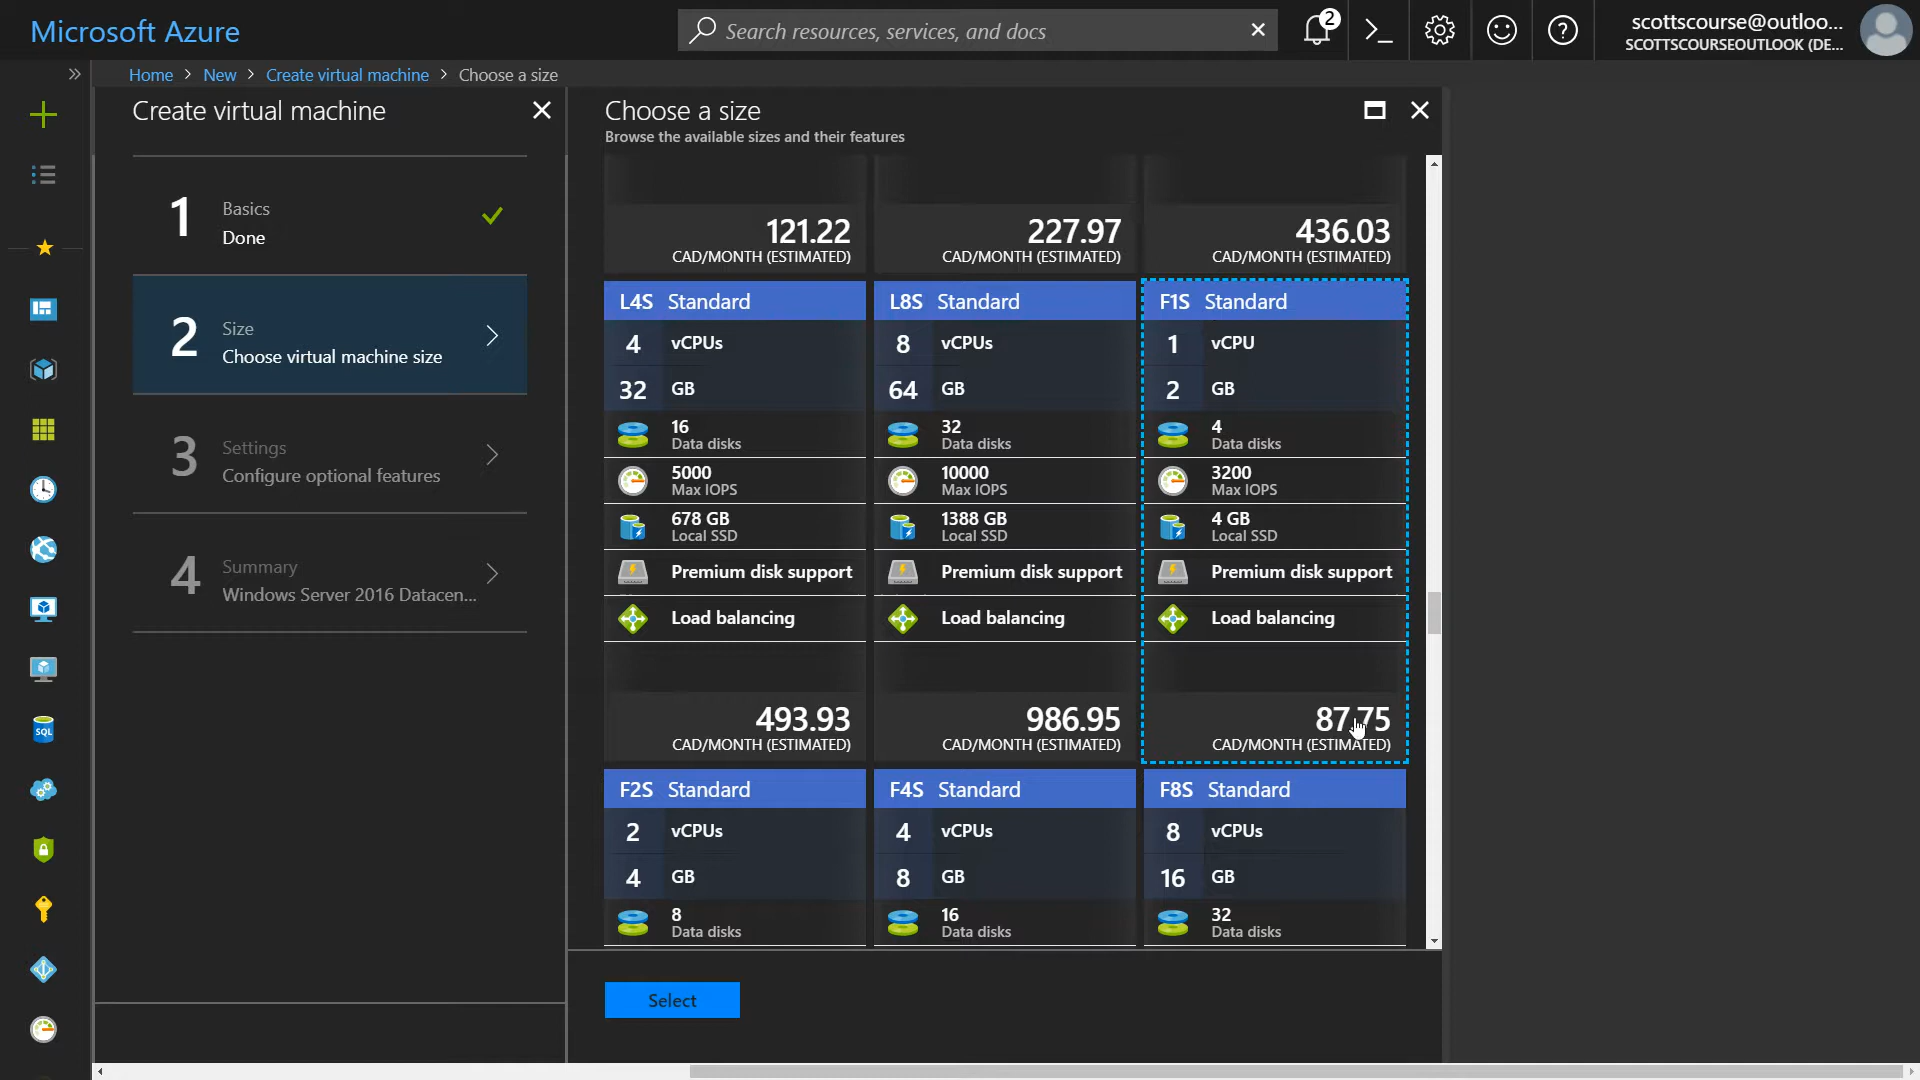 Microsoft Azure
Search resources, services, and docs
2
scottscourse@outloo...
SCOTTSCOURSEOUTLOOK (DE...
Home > New > Create virtual machine > Choose a size
Create virtual machine
1
Basics
Done
2
Size
Choose virtual machine size
3
Settings
Configure optional features
4
Summary
Windows Server 2016 Datacen...
Choose a size
Browse the available sizes and their features
121.22
CAD/MONTH (ESTIMATED)
227.97
CAD/MONTH (ESTIMATED)
436.03
CAD/MONTH (ESTIMATED)
L4S Standard
4 vCPUs
32 GB
16
Data disks
5000
Max IOPS
678 GB
Local SSD
Premium disk support
Load balancing
493.93
CAD/MONTH (ESTIMATED)
L8S Standard
8 vCPUs
64 GB
32
Data disks
10000
Max IOPS
1388 GB
Local SSD
Premium disk support
Load balancing
986.95
CAD/MONTH (ESTIMATED)
F1S Standard
1 vCPU
2 GB
4
Data disks
3200
Max IOPS
4 GB
Local SSD
Premium disk support
Load balancing
87.75
CAD/MONTH (ESTIMATED)
F2S Standard
2 vCPUs
4 GB
8
Data disks
F4S Standard
4 vCPUs
8 GB
16
Data disks
F8S Standard
8 vCPUs
16 GB
32
Data disks
Select
SQL